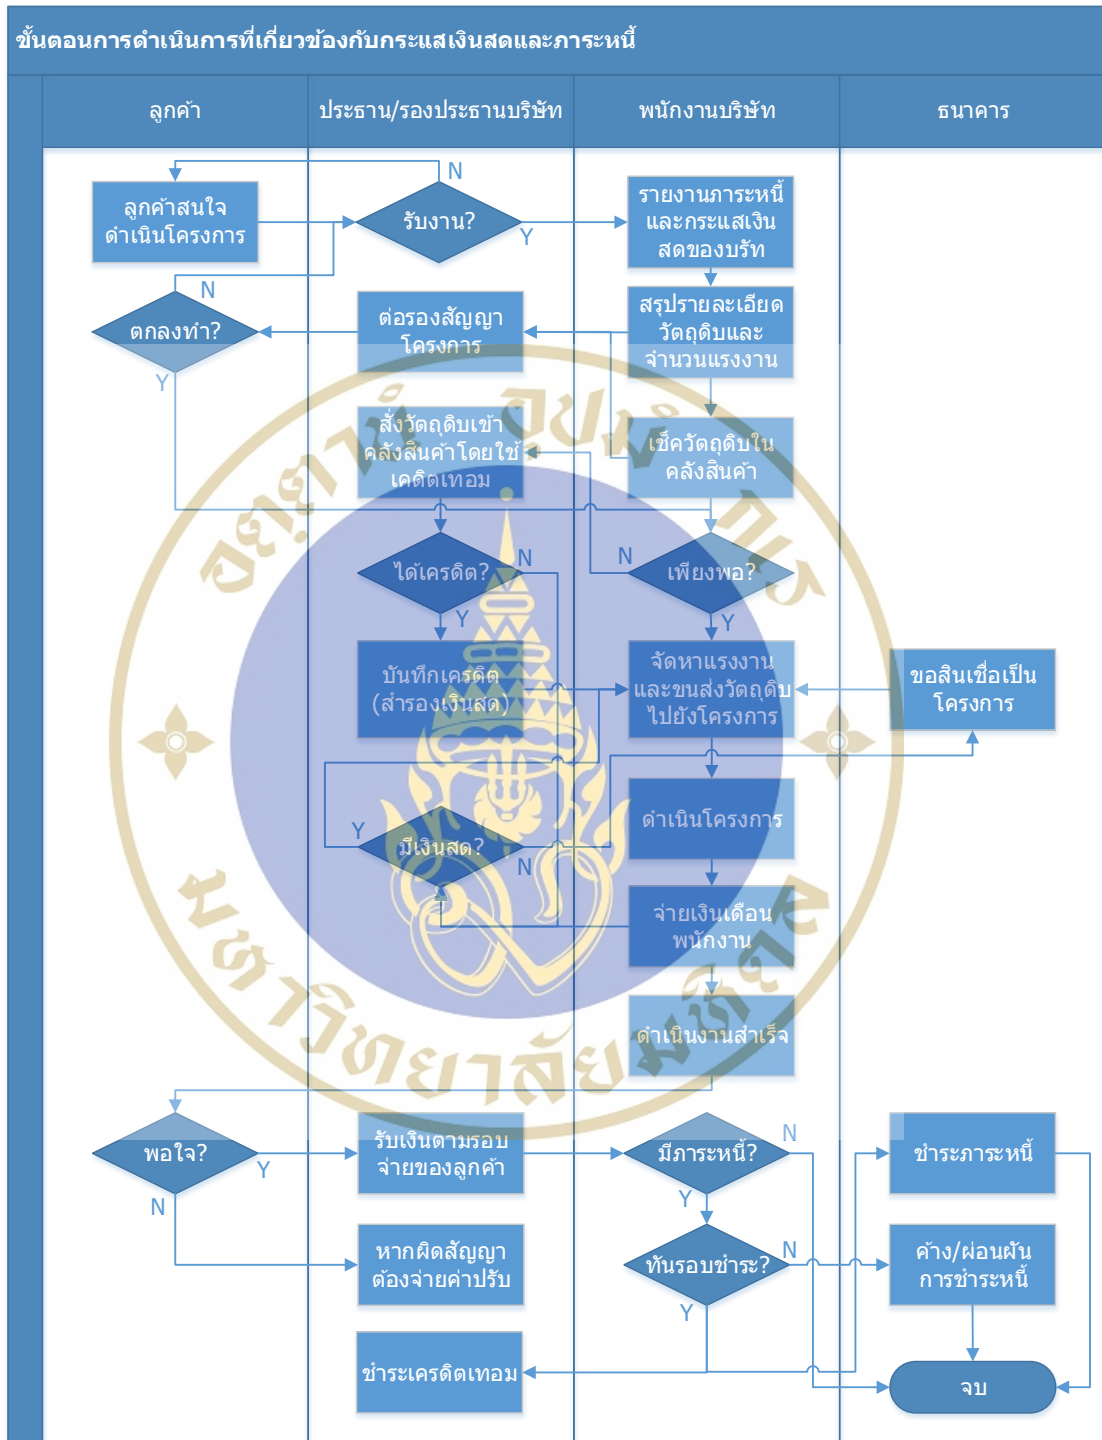 ขั้นตอนการดำเนินการที่เกี่ยวข้องกับกระแสเงินสดและภาระหนี้
ลูกค้า
ประธาน/รองประธานบริษัท
พนักงานบริษัท
ธนาคาร
N
ลูกค้าสนใจ
ดำเนินโครงการ
รับงาน?
Y
รายงานภาระหนี้
และกระแสเงิน
สดของบริัท
N
ตกลงทำ?
Y
ต่อรองสัญญา
โครงการ
สรุปรายละเอียด
วัตถุดิบและ
จำนวนแรงงาน
สั่งวัตถุดิบเข้า
คลังสินค้าโดยใช้
เคดิตเทอม
เช็ควัตถุดิบใน
คลังสินค้า
ได้เครดิต?
N
Y
N
เพียงพอ?
Y
บันทึกเครดิต
(สำรองเงินสด)
จัดหาแรงงาน
และขนส่งวัตถุดิบ
ไปยังโครงการ
ขอสินเชื่อเป็น
โครงการ
Y
มีเงินสด?
N
ดำเนินโครงการ
จ่ายเงินเดือน
พนักงาน
ดำเนินงานสำเร็จ
อตฺตานํ อุปมํ กเร
มหาวิทยาลัยมหิดล
พอใจ?
Y
N
รับเงินตามรอบ
จ่ายของลูกค้า
มีภาระหนี้?
N
Y
ชำระภาระหนี้
หากผิดสัญญา
ต้องจ่ายค่าปรับ
ทันรอบชำระ?
N
Y
ค้าง/ผ่อนผัน
การชำระหนี้
ชำระเครดิตเทอม
จบ